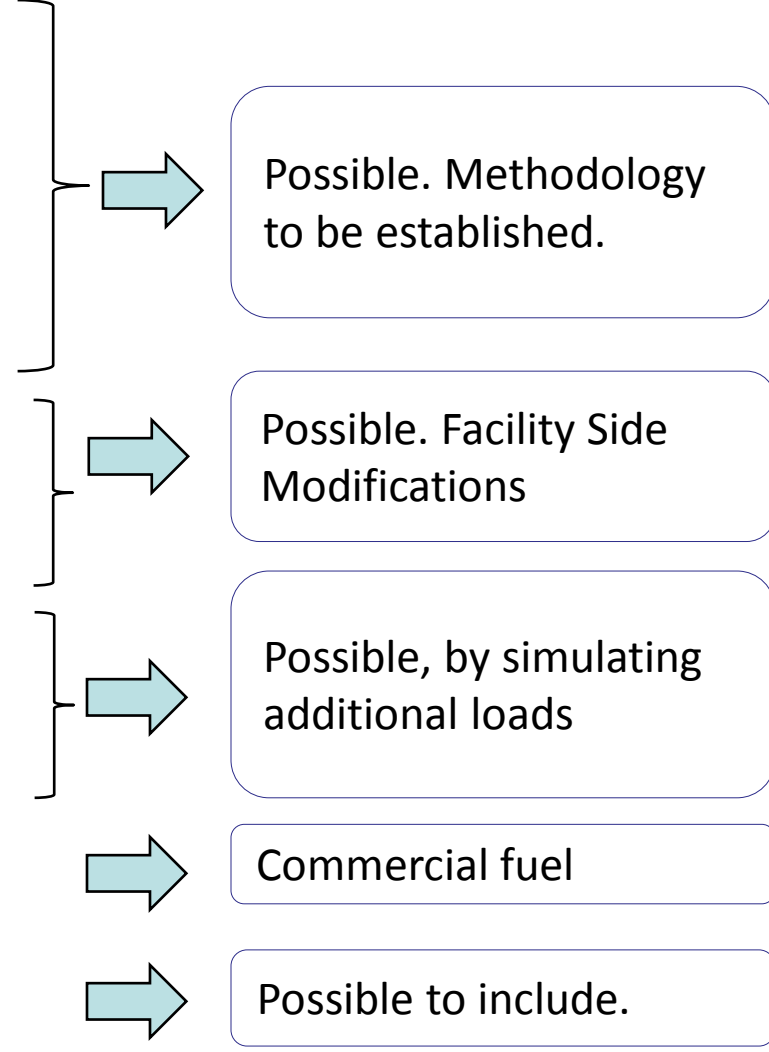 Possible. Methodology
to be established.
Possible. Facility Side
Modifications
Possible, by simulating
additional loads
Commercial fuel
Possible to include.